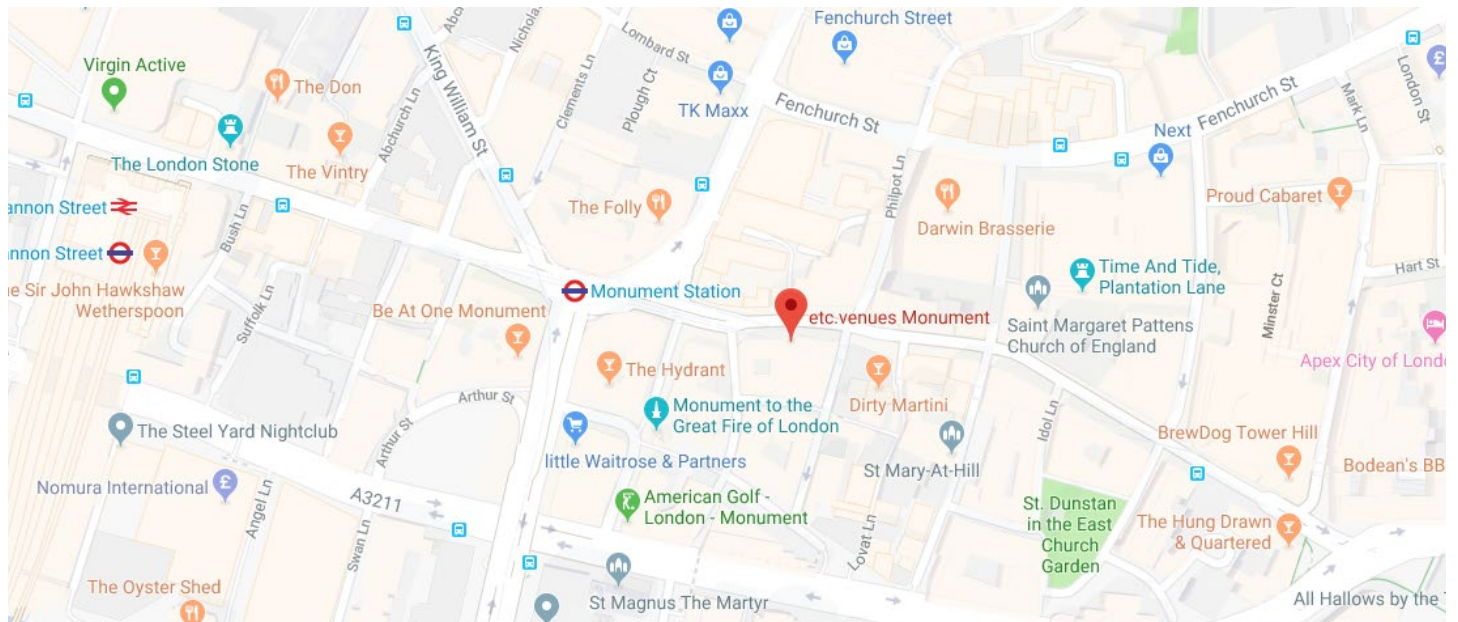 Fenchurch Street
Virgin Active
King William St
Abc
Nichola
Lombard St
The Don
TK Maxx
Clements Ln
Plough Ct
Abchurch Ln
Fenchurch St
Fenchurch St
Mark Ln
London St
Next
The London Stone
The Vintry
The Folly
Philpot Ln
Darwin Brasserie
Proud Cabaret
annon Street
Bush Ln
annon Street
Monument Station
Time And Tide,
Plantation Lane
Hart St
e Sir John Hawkshaw
Wetherspoon
Suffolk Ln
Be At One Monument
etc.venues Monument
Saint Margaret Pattens
Church of England
Minster Ct
Apex City of Londo
The Hydrant
Arthur St
Monument to the
Great Fire of London
Dirty Martini
Idol Ln
The Steel Yard Nightclub
Arthur St
little Waitrose & Partners
St Mary-At-Hill
BrewDog Tower Hill
Bodean's BB
Nomura International
A3211
Angel Ln
Swan Ln
American Golf -
London - Monument
Lovat Ln
St. Dunstan
in the East
Church
Garden
The Hung Drawn
& Quartered
The Oyster Shed
St Magnus The Martyr
All Hallows by the T